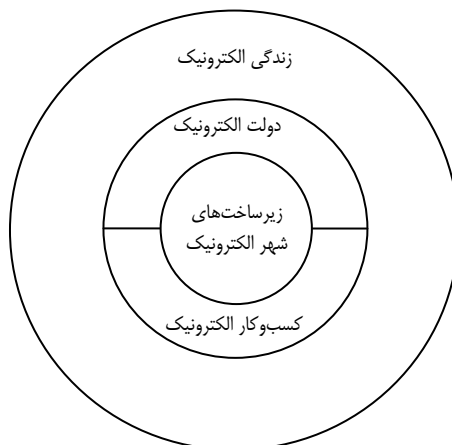 زندگی الکترونیک
دولت الکترونیک
زیرساخت‌های
شهر الکترونیک
کسب‌وکار الکترونیک